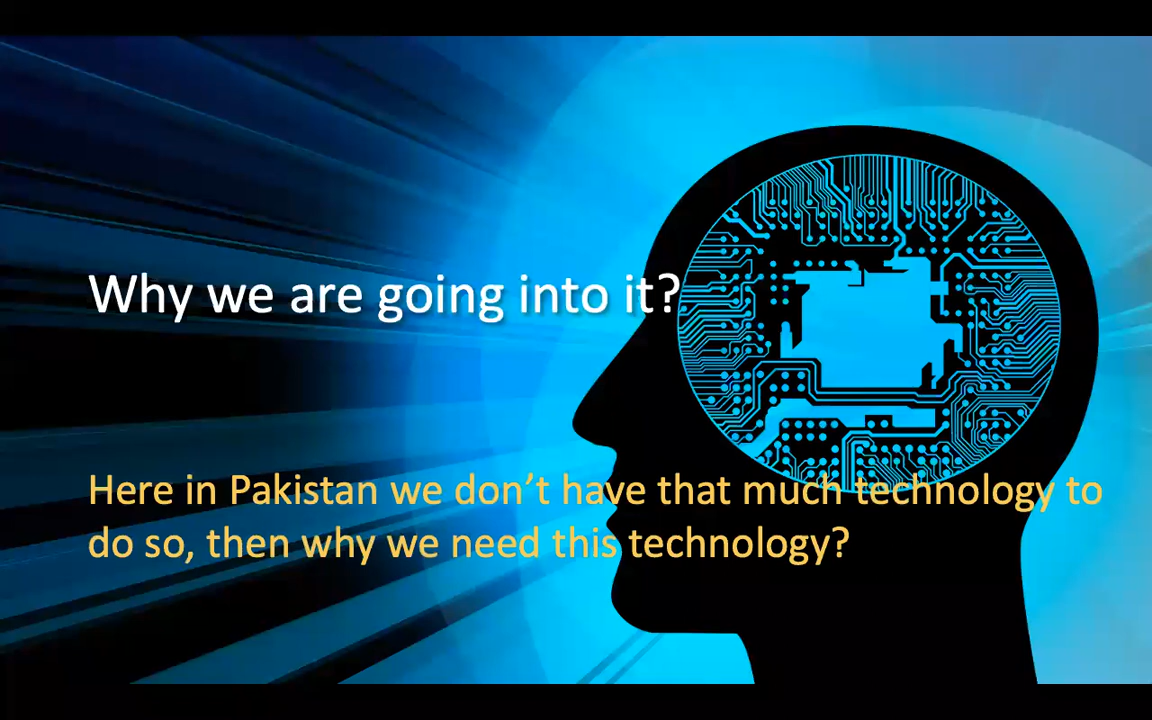 Why we are going into it?
Here in Pakistan we don’t have that much technology to
do so, then why we need this technology?